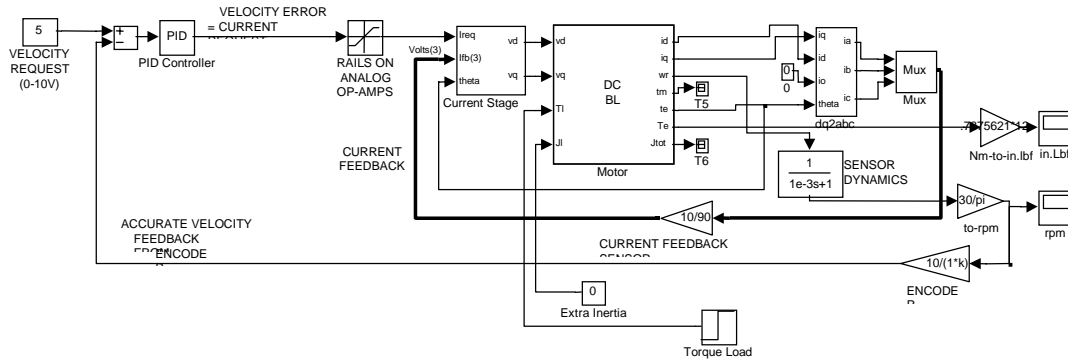 5
VELOCITY
REQUEST
(0-10V)
+
−
PID
PID Controller
VELOCITY ERROR
= CURRENT
RAILS ON
ANALOG
OP-AMPS
Volts(3)
Ireq
Ifb(3)
theta
vd
vq
Current Stage
vd
vq
Tl
Jl
DC
BL
id
iq
wr
tm
te
Te
Jtot
Motor
T5
T6
0
0
iq
id
io
theta
ia
ib
ic
dq2abc
Mux
Mux
1
1e-3s+1
SENSOR
DYNAMICS
Nm-to-in.lbf
in.Lbf
30/pi
to-rpm
rpm
CURRENT
FEEDBACK
10/90
CURRENT FEEDBACK
ACCURATE VELOCITY
FEEDBACK
ENCODE
10/(1*k)
ENCODE
0
Extra Inertia
Torque Load